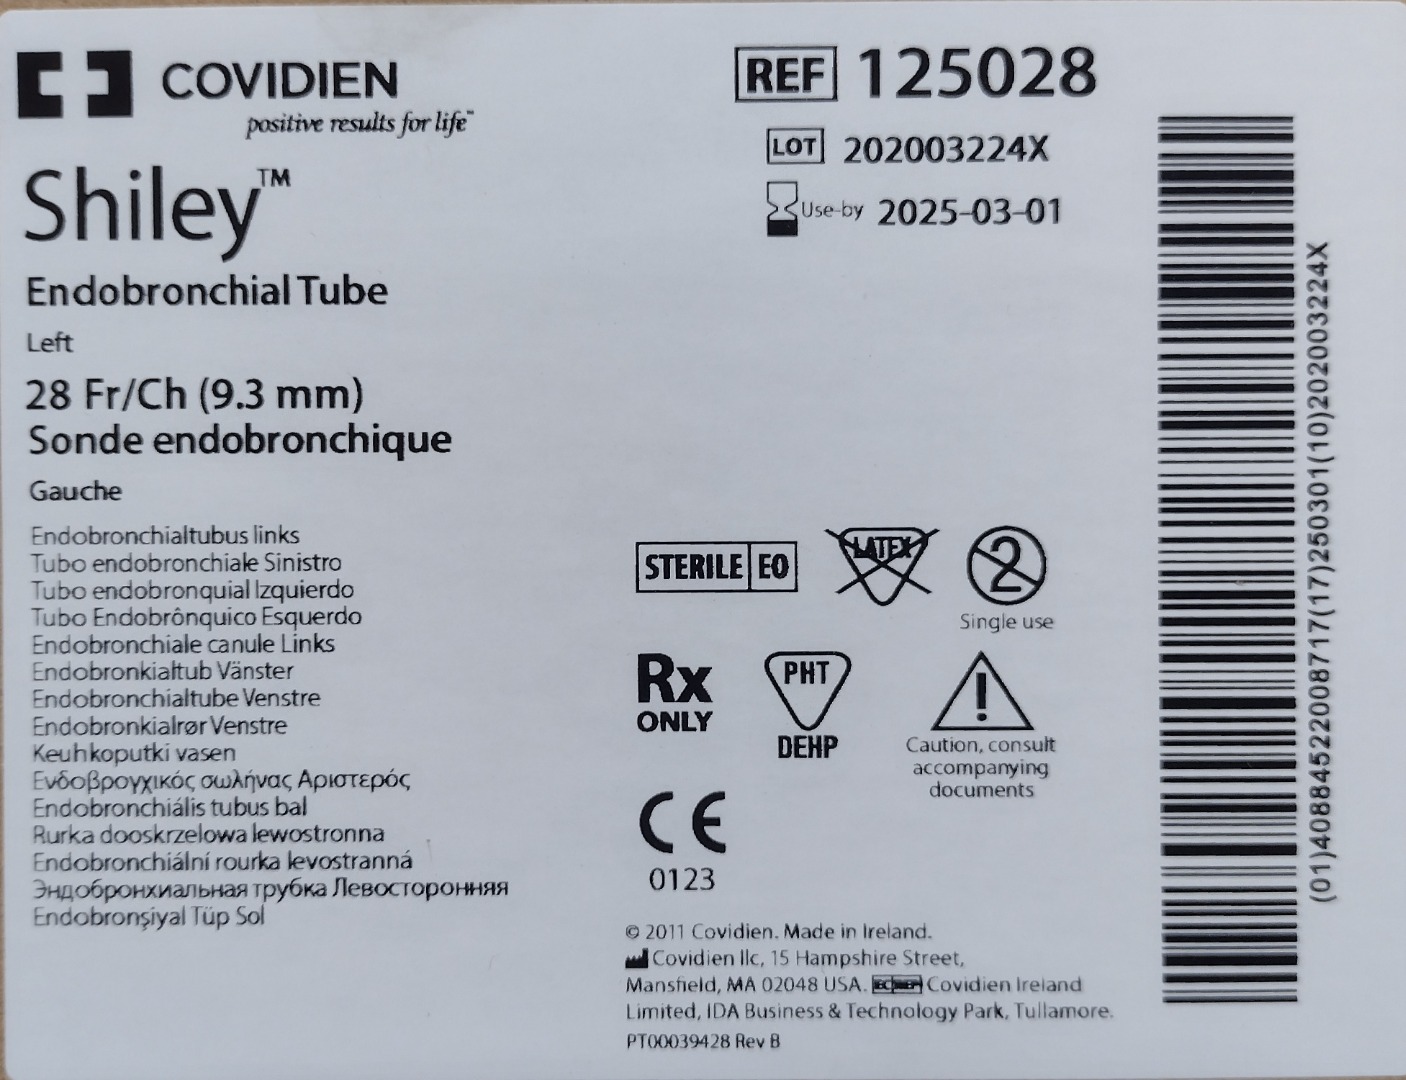 COVIDIEN
positive results for life™
Shiley™
Endobronchial Tube
Left
28 Fr/Ch (9.3 mm)
Sonde endobronchique
Gauche
Endobronchialtubus links
Tubo endobronchiale Sinistro
Tubo endobronquial Izquierdo
Tubo Endobrônquico Esquerdo
Endobronchiale canule Links
Endobronkialtub Vänster
Endobronchialtube Venstre
Endobronkialrør Venstre
Keuhkoputki vasen
Ενδοβρογχικός σωλήνας Αριστερός
Endobronchiális tubus bal
Rurka dooskrzelowa lewostronna
Endobronchiální rourka levostranná
Эндобронхиальная трубка Левосторонняя
Endobronşiyal Tüp Sol
REF 125028
LOT 202003224X
Use-by 2025-03-01
STERILE EO
LATEX
2
Single use
Rx
ONLY
PHT
DEHP
!
Caution, consult
accompanying
documents
CE
0123
© 2011 Covidien. Made in Ireland.
Covidien llc, 15 Hampshire Street,
Mansfield, MA 02048 USA. EC REP Covidien Ireland
Limited, IDA Business & Technology Park, Tullamore.
PT00039428 Rev B
(01)40884522008717(17)250301(10)202003224X